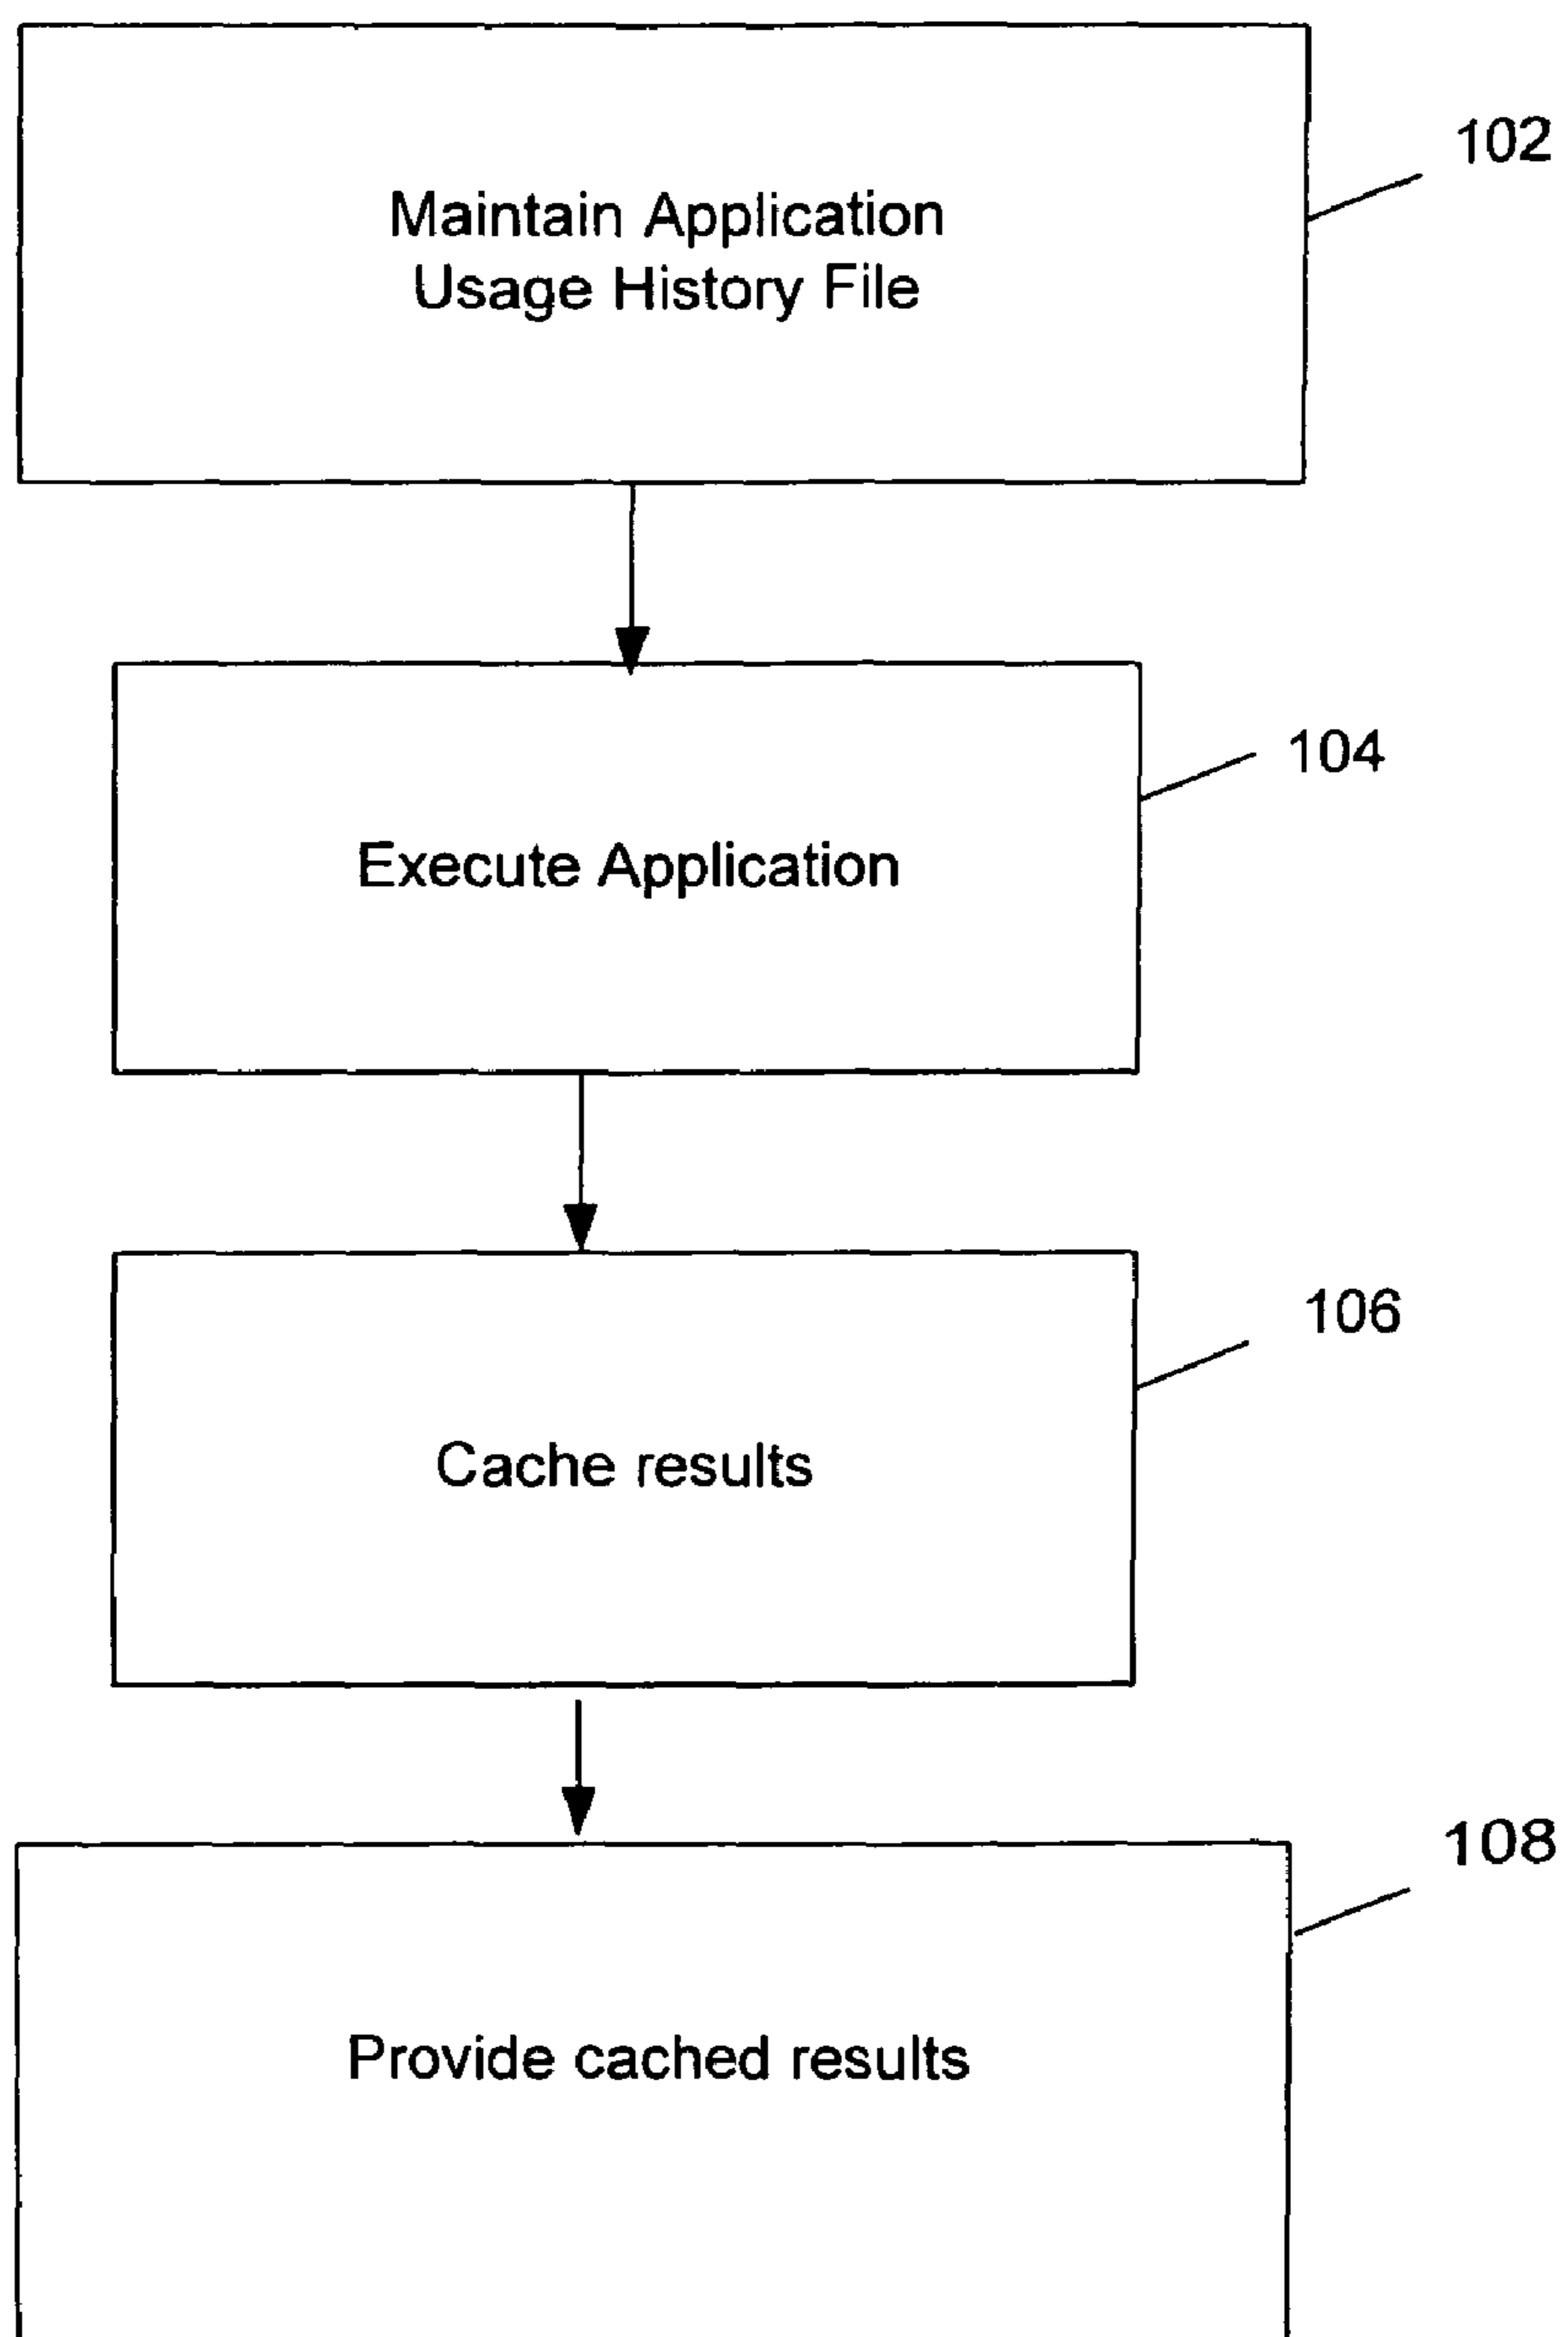 102
Maintain Application
Usage History File
104
Execute Application
106
Cache results
108
Provide cached results